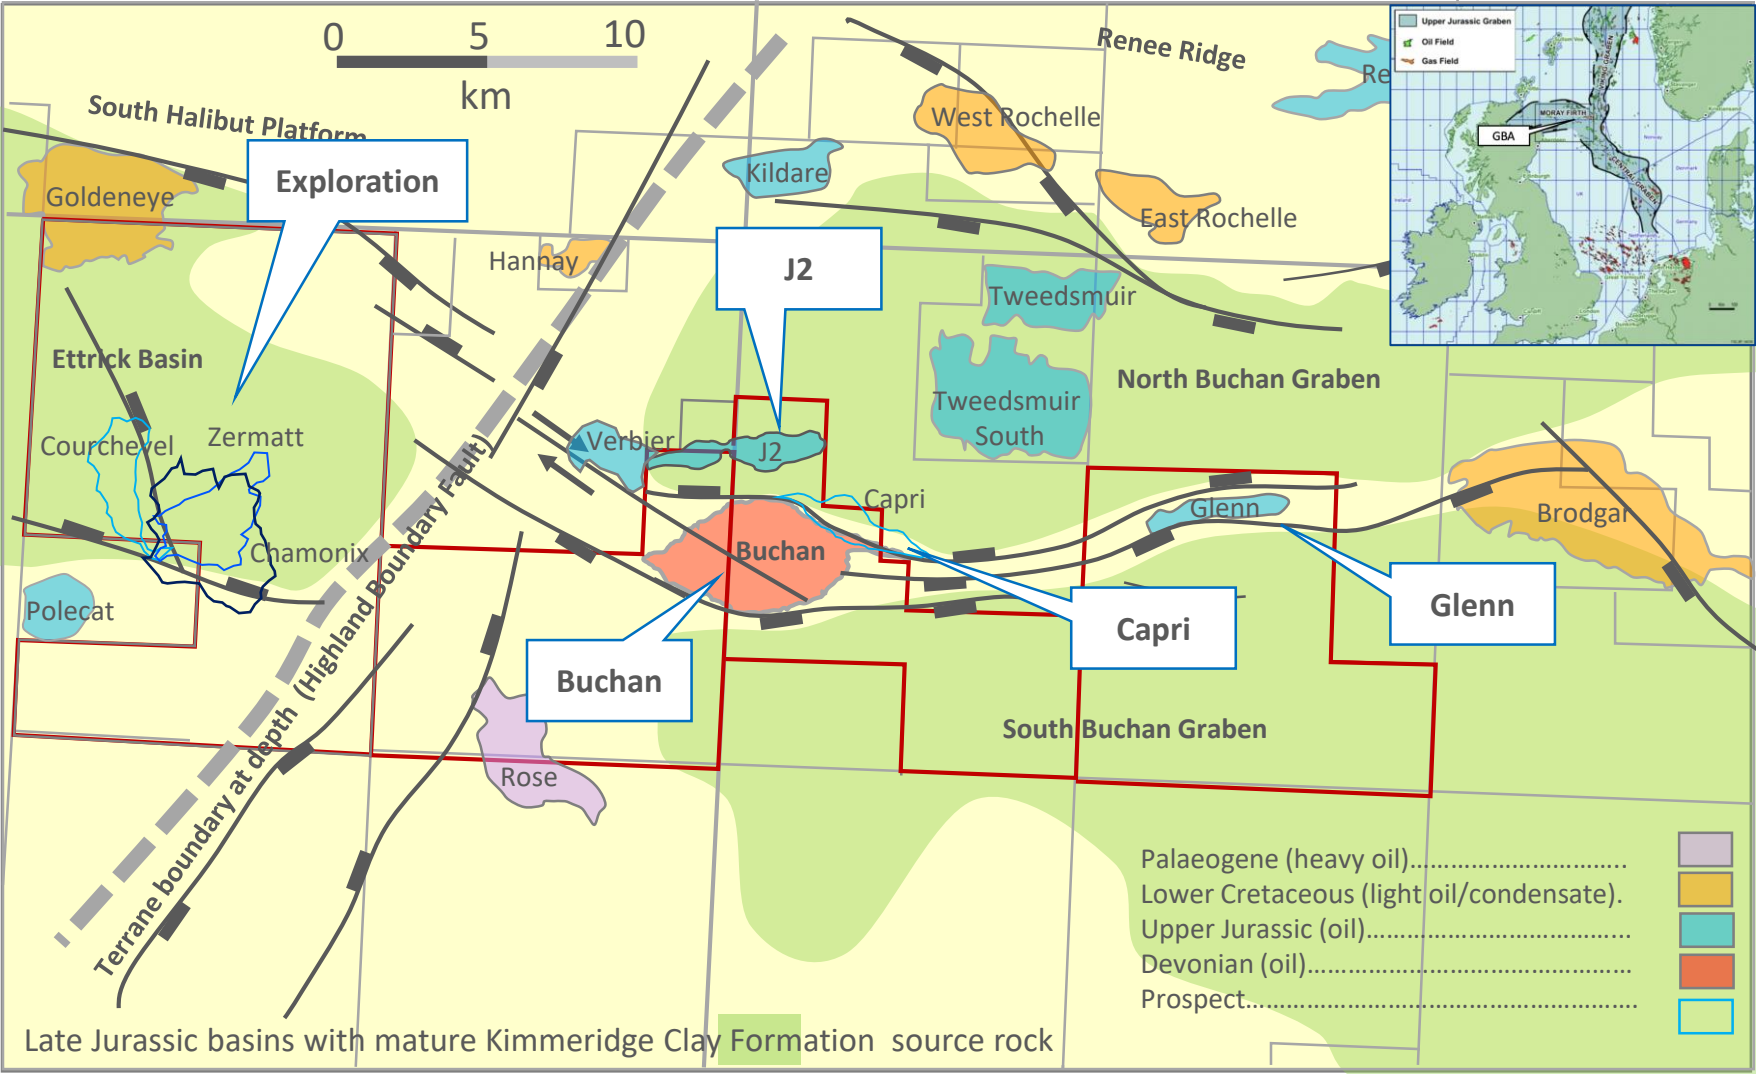 0 5 10
km
Renee Ridge
Re
South Halibut Platform
West Rochelle
Goldeneye
Exploration
Kildare
East Rochelle
Hannay
J2
Tweedsmuir
Ettrick Basin
North Buchan Graben
Tweedsmuir
South
Courchevel
Zermatt
Verbier
J2
Capri
Glenn
Brodgar
Chamonix
Buchan
Polecat
Glenn
Capri
Buchan
South Buchan Graben
Rose
Terrane boundary at depth (Highland Boundary Fault)
Palaeogene (heavy oil)................................
Lower Cretaceous (light oil/condensate).
Upper Jurassic (oil).......................................
Devonian (oil)................................................
Prospect..........................................................
Late Jurassic basins with mature Kimmeridge Clay Formation source rock
Upper Jurassic Graben
Oil Field
Gas Field
MORAY FIRTH
GBA
CENTRAL GRABEN